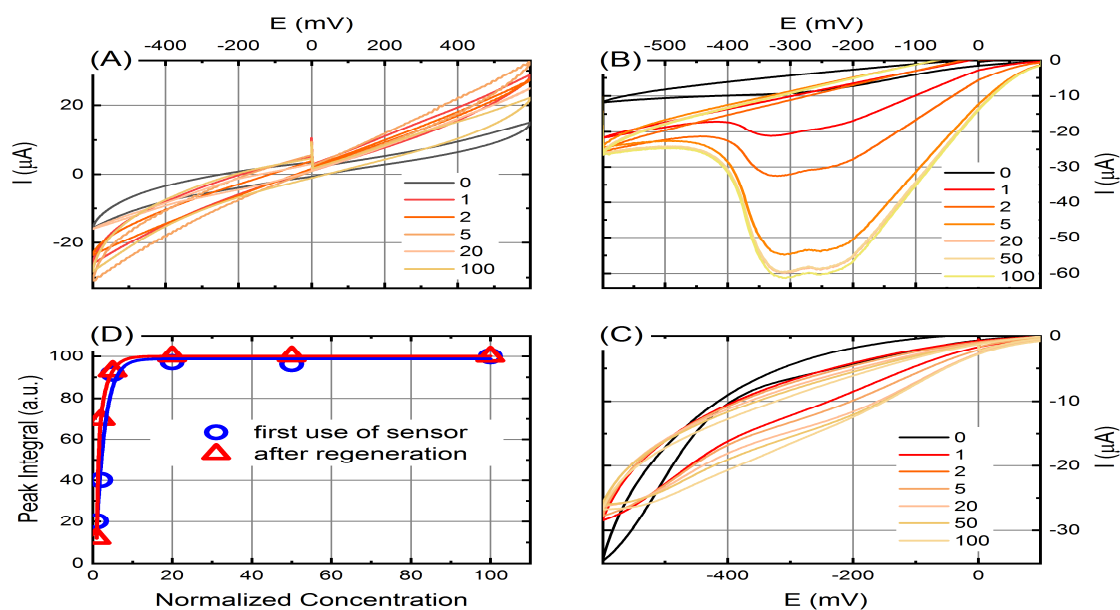 E (mV)
-400 -200 0 200 400
(A)
I (µA)
20
0
-20
0
1
2
5
20
100
E (mV)
-500 -400 -300 -200 -100 0
(B)
0
-10
-20
-30
-40
-50
-60
I (µA)
0
1
2
5
20
50
100
(D)
Peak Integral (a.u.)
100
80
60
40
20
0
first use of sensor
after regeneration
0 20 40 60 80 100
Normalized Concentration
(C)
0
-10
-20
-30
I (µA)
0
1
2
5
20
50
100
-400 -200 0
E (mV)